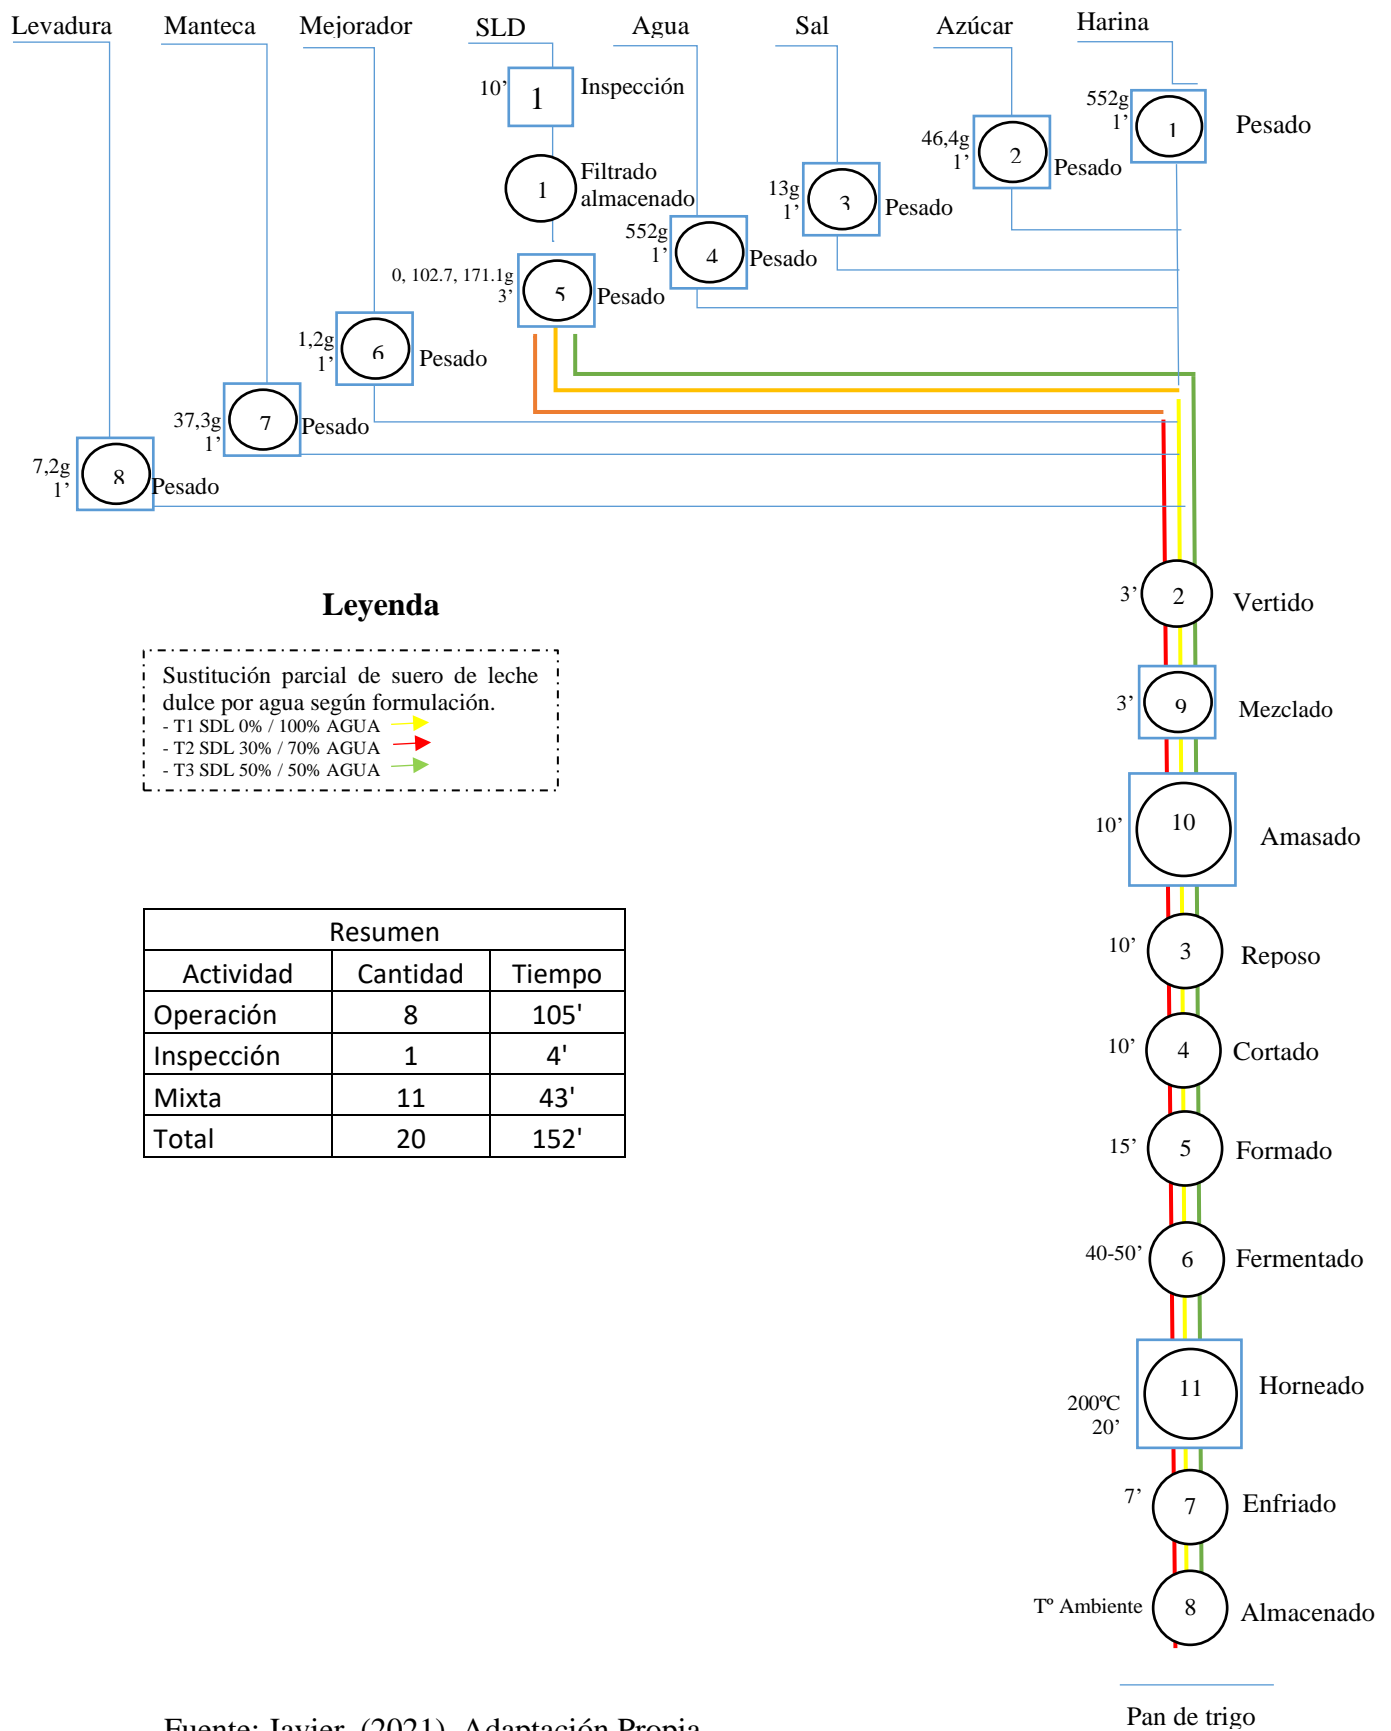 Levadura
Manteca
Mejorador
SLD
Agua
Sal
Azúcar
Harina
10’
1
Inspección
552g
1’
1
Pesado
46,4g
1’
2
Pesado
1
Filtrado
almacenado
13g
1’
3
Pesado
552g
1’
4
Pesado
0, 102.7, 171.1g
3’
5
Pesado
1,2g
1’
6
Pesado
37,3g
1’
7
Pesado
7,2g
1’
8
Pesado
3’
2
Vertido
Leyenda
Sustitución parcial de suero de leche
dulce por agua según formulación.
- T1 SDL 0% / 100% AGUA
- T2 SDL 30% / 70% AGUA
- T3 SDL 50% / 50% AGUA
3’
9
Mezclado
10’
10
Amasado
Resumen
Actividad Cantidad Tiempo
Operación 8 105'
Inspección 1 4'
Mixta 11 43'
Total 20 152'
10’
3
Reposo
10’
4
Cortado
15’
5
Formado
40-50’
6
Fermentado
200ºC
20’
11
Horneado
7’
7
Enfriado
Tº Ambiente
8
Almacenado
Pan de trigo
Fuente: Javier, (2021). Adaptación Propia